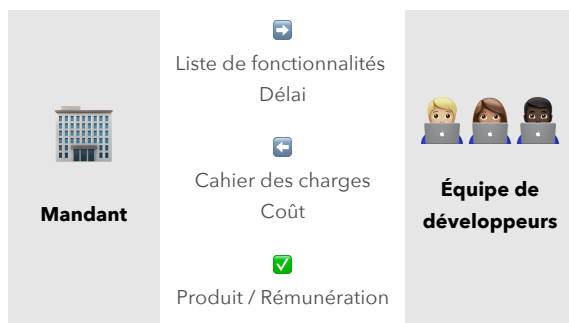 Liste de fonctionnalités
Délai
Cahier des charges
Coût
Produit / Rémunération
Mandant
Équipe de
développeurs